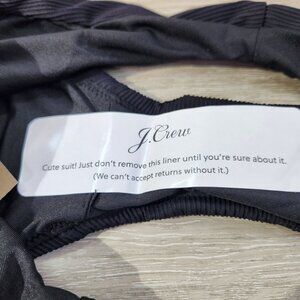 J.Crew
Cute suit! Just don't remove this liner until you're sure about it.
(We can't accept returns without it.)